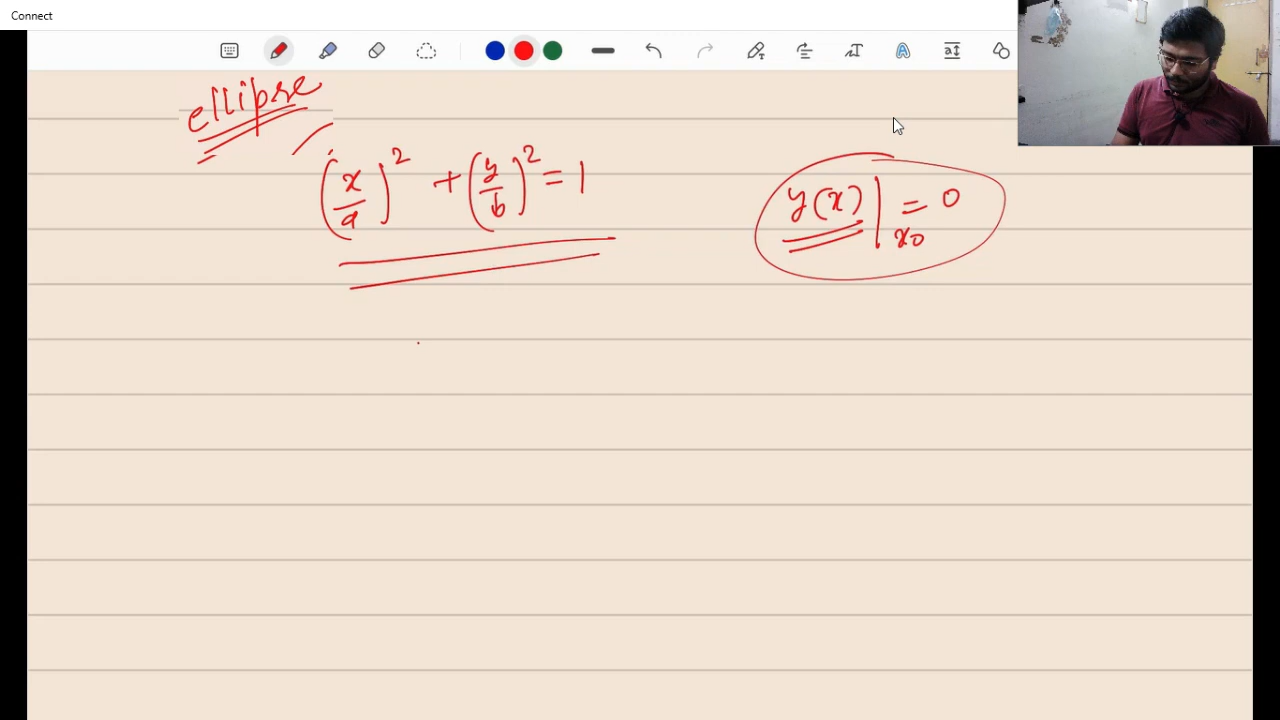 Connect
ellipse
(x/a)² + (y/b)² = 1
y(x)|x₀ = 0